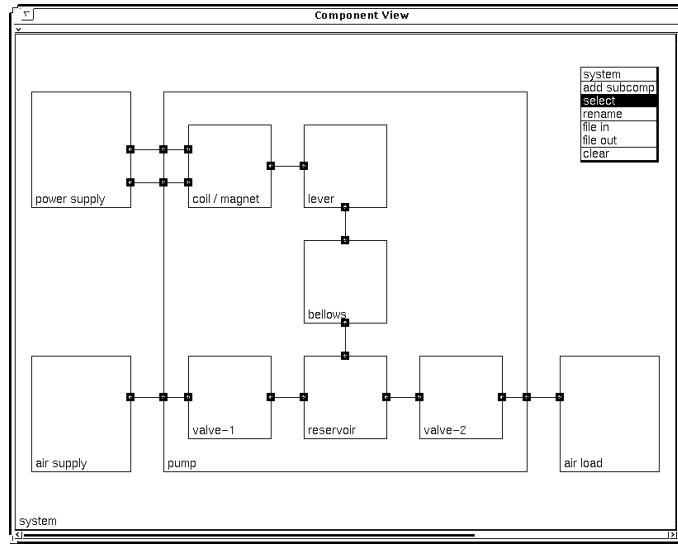 Component View
system
add subcomp
select
rename
file in
file out
clear
power supply
coil / magnet
lever
bellows
valve-1
reservoir
valve-2
air supply
pump
air load
system